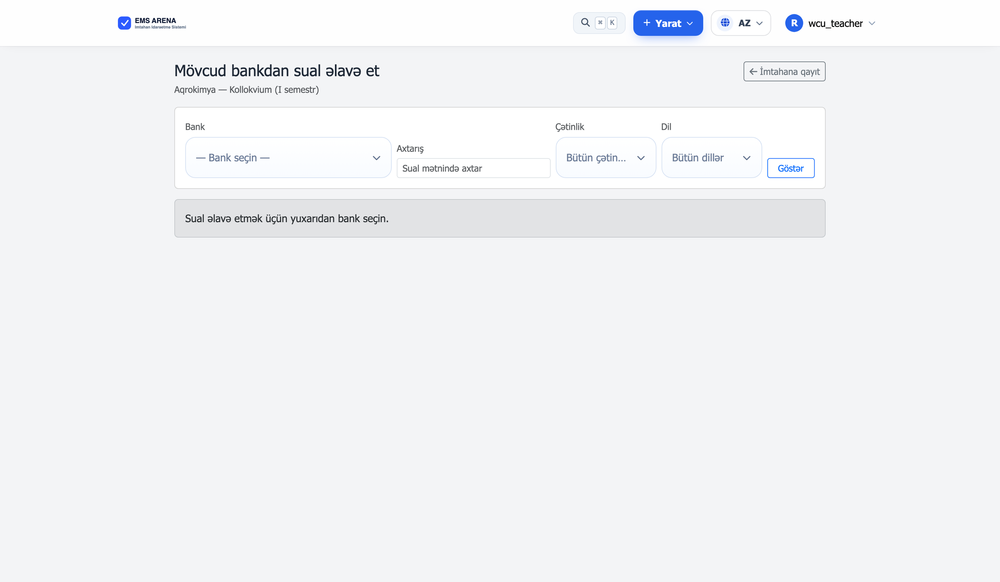 EMS ARENA
Imtahan Idarəetmə Sistemi
⌘ K
+ Yarat
AZ
R wcu_teacher
Mövcud bankdan sual əlavə et
← İmtahana qayıt
Aqrokimya — Kollokvium (I semestr)
Bank
Axtarış
Çətinlik
Dil
— Bank seçin —
Sual mətnində axtar
Bütün çətin...
Bütün dillər
Göstər
Sual əlavə etmək üçün yuxarıdan bank seçin.